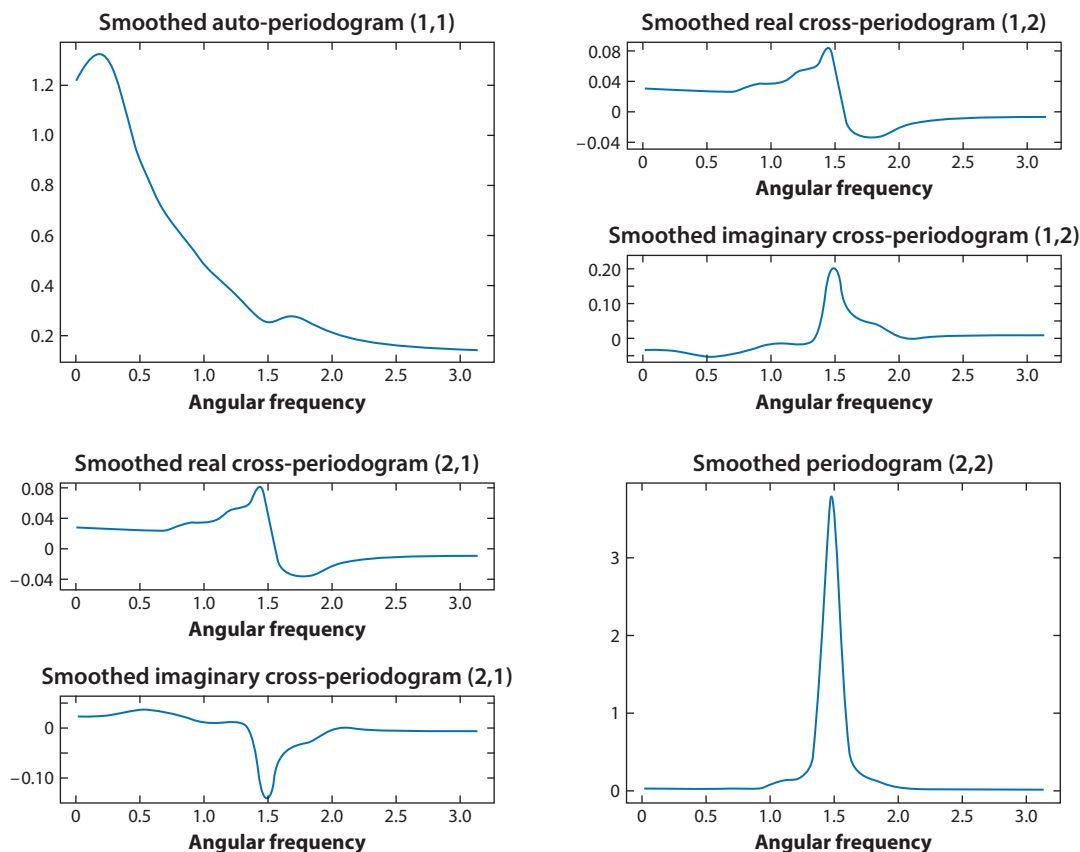 Smoothed auto-periodogram (1,1)
1.2
1.0
0.8
0.6
0.4
0.2
0 0.5 1.0 1.5 2.0 2.5 3.0
Angular frequency
Smoothed real cross-periodogram (1,2)
0.08
0.04
0
−0.04
0 0.5 1.0 1.5 2.0 2.5 3.0
Angular frequency
Smoothed imaginary cross-periodogram (1,2)
0.20
0.10
0
0 0.5 1.0 1.5 2.0 2.5 3.0
Angular frequency
Smoothed real cross-periodogram (2,1)
0.08
0.04
0
−0.04
0 0.5 1.0 1.5 2.0 2.5 3.0
Angular frequency
Smoothed imaginary cross-periodogram (2,1)
0
−0.10
0 0.5 1.0 1.5 2.0 2.5 3.0
Angular frequency
Smoothed periodogram (2,2)
3
2
1
0
0 0.5 1.0 1.5 2.0 2.5 3.0
Angular frequency